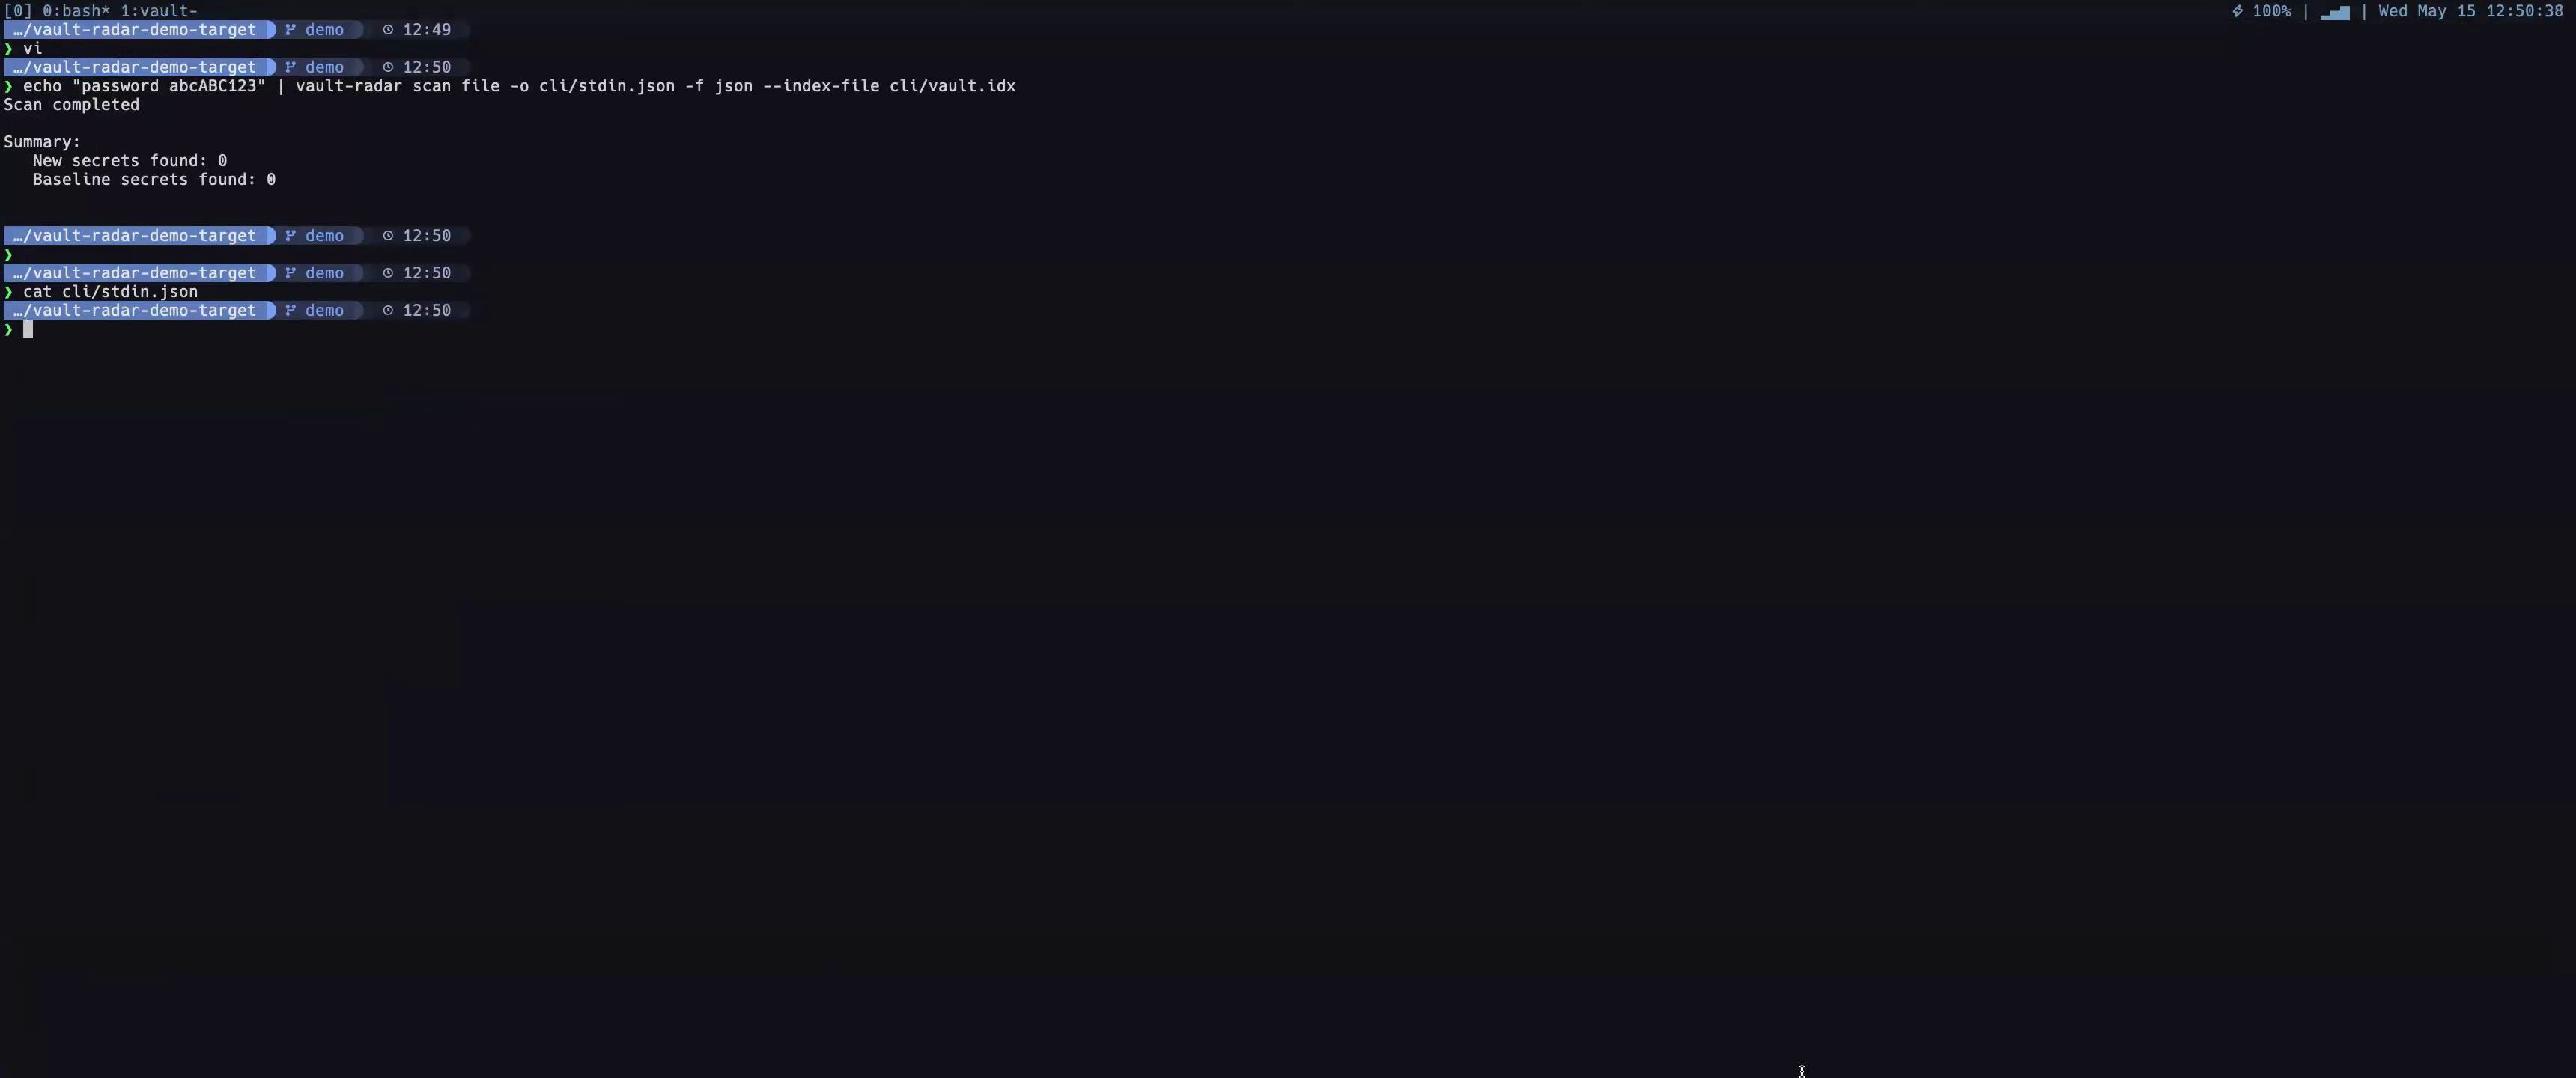 [0] 0:bash* 1:vault- 100% | | Wed May 15 12:50:38
…/vault-radar-demo-target demo 12:49
❯ vi
…/vault-radar-demo-target demo 12:50
❯ echo "password abcABC123" | vault-radar scan file -o cli/stdin.json -f json --index-file cli/vault.idx
Scan completed
Summary:
New secrets found: 0
Baseline secrets found: 0
…/vault-radar-demo-target demo 12:50
❯
…/vault-radar-demo-target demo 12:50
❯ cat cli/stdin.json
…/vault-radar-demo-target demo 12:50
❯